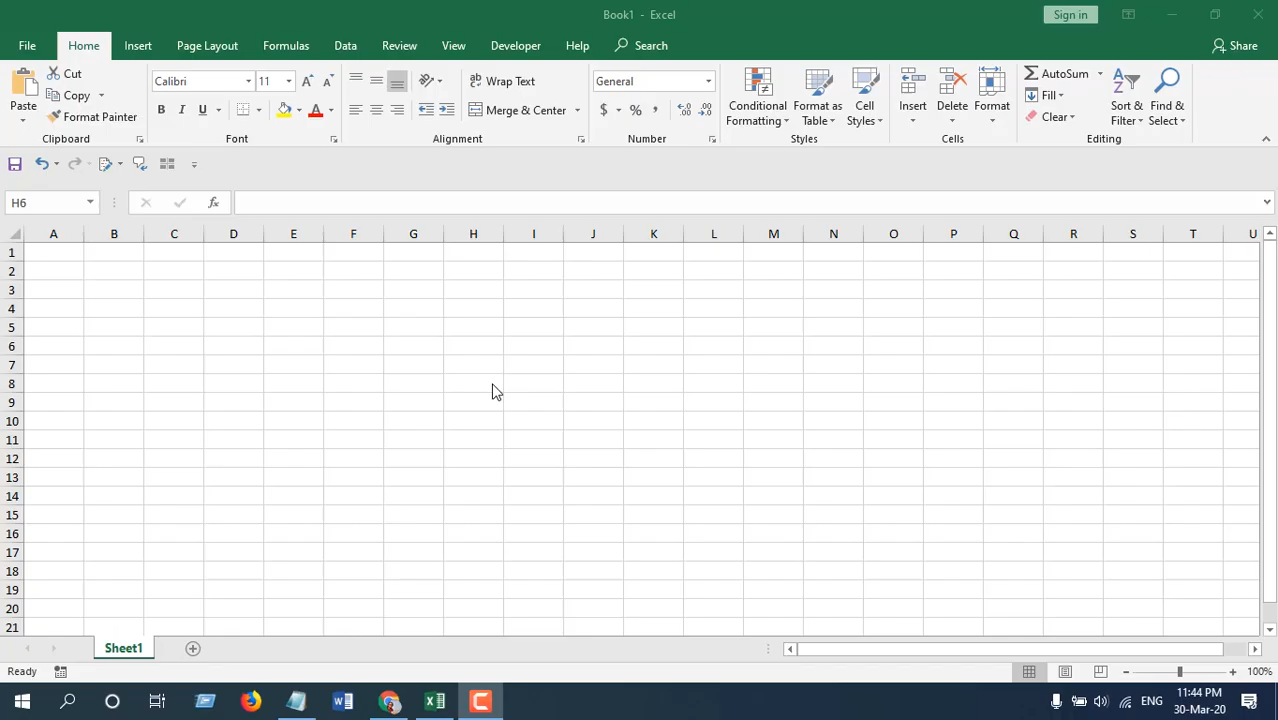 Book1 - Excel
Sign in
File Home Insert Page Layout Formulas Data Review View Developer Help Search Share
Paste
Cut
Copy
Format Painter
Clipboard
Calibri 11
B I U
Font
Wrap Text
Merge & Center
Alignment
General
$ % ,
Number
Conditional Formatting
Format as Table
Cell Styles
Styles
Insert
Delete
Format
Cells
AutoSum
Fill
Clear
Sort & Filter
Find & Select
Editing
H6
fx
A B C D E F G H I J K L M N O P Q R S T U
1
2
3
4
5
6
7
8
9
10
11
12
13
14
15
16
17
18
19
20
21
Sheet1
Ready
100%
ENG
11:44 PM
30-Mar-20